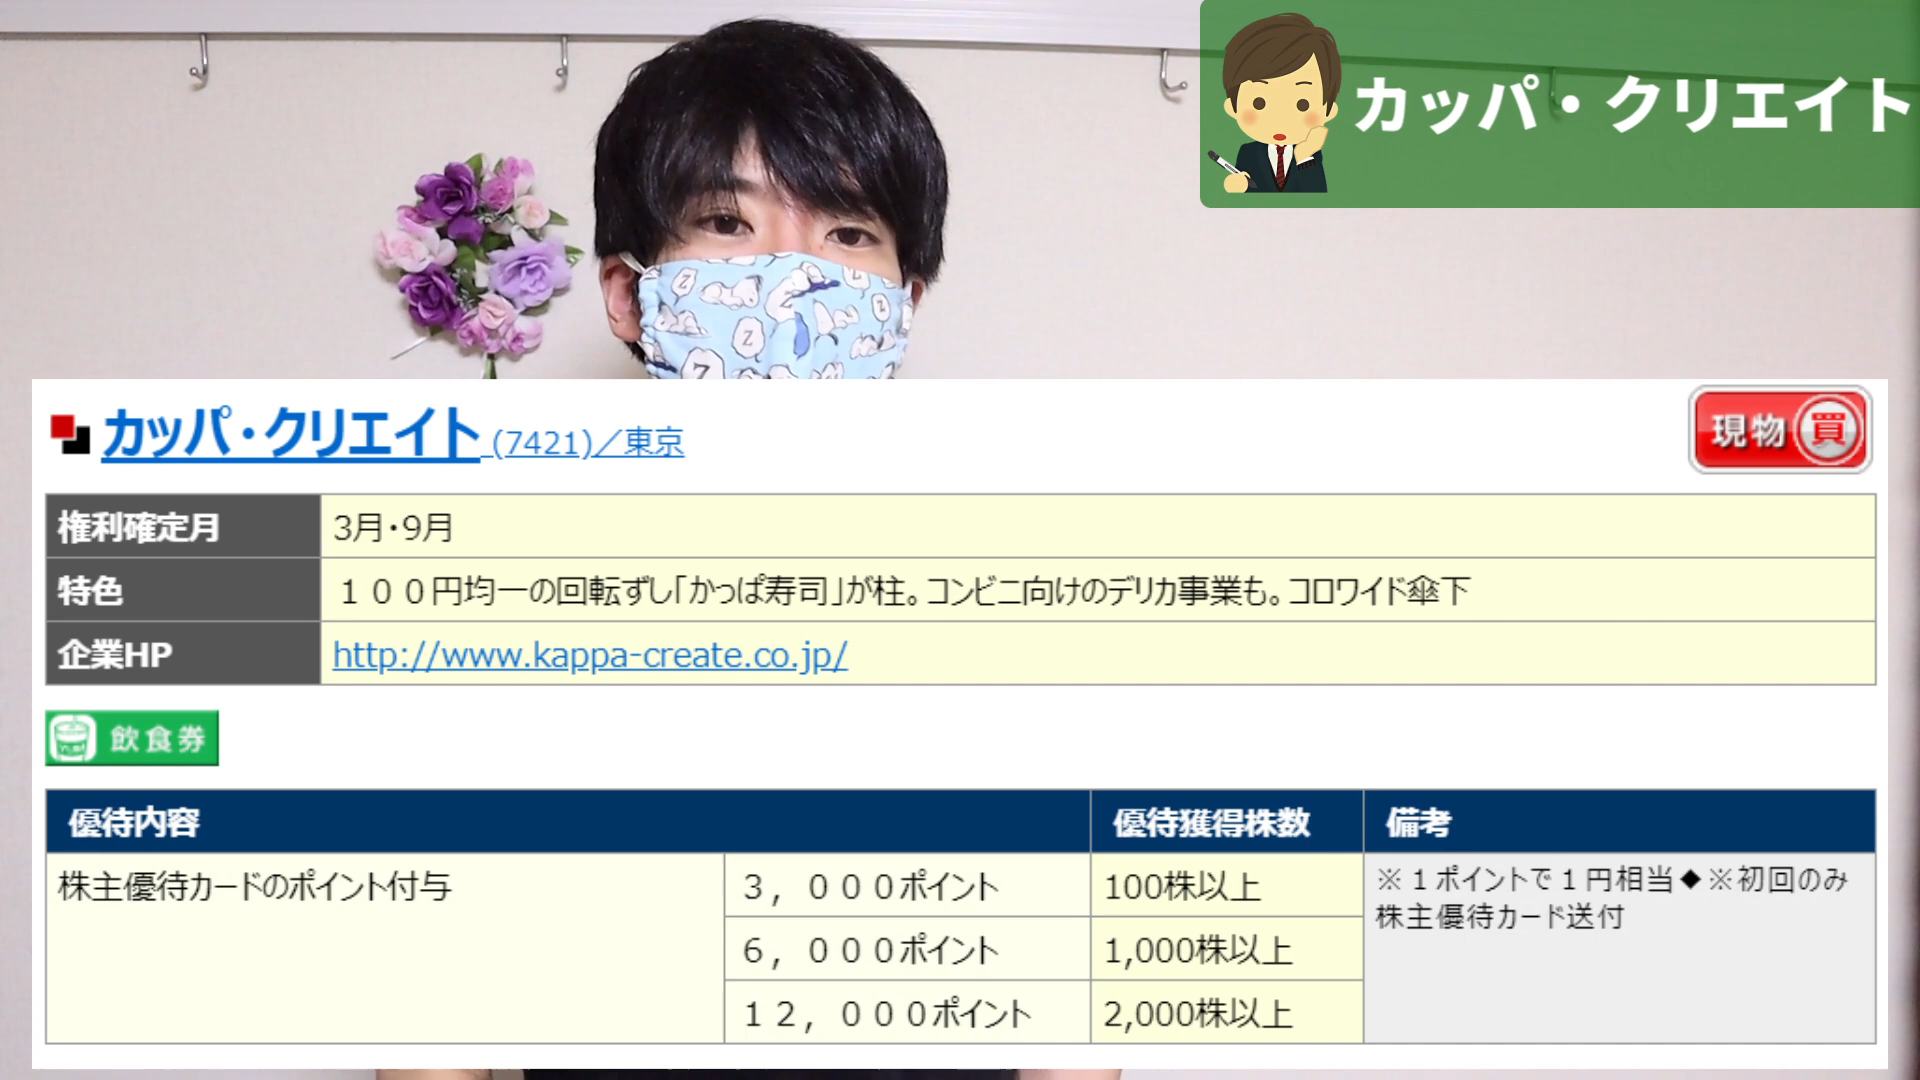 カッパ・クリエイト
カッパ・クリエイト (7421)／東京
現物 買
権利確定月 3月・9月
特色 １００円均一の回転ずし「かっぱ寿司」が柱。コンビニ向けのデリカ事業も。コロワイド傘下
企業HP http://www.kappa-create.co.jp/
飲食券
優待内容 優待獲得株数 備考
株主優待カードのポイント付与 ３，０００ポイント 100株以上 ※１ポイントで１円相当◆※初回のみ
株主優待カード送付
６，０００ポイント 1,000株以上
１２，０００ポイント 2,000株以上
Z
Z
Z
Z